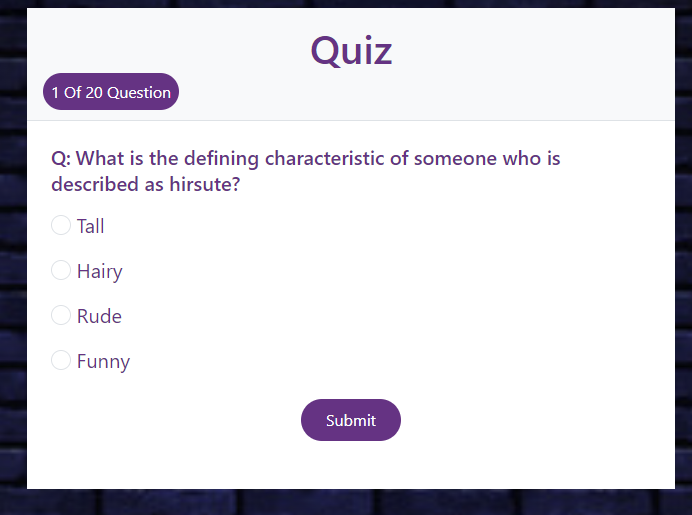 Quiz
1 Of 20 Question
Q: What is the defining characteristic of someone who is
described as hirsute?
Tall
Hairy
Rude
Funny
Submit